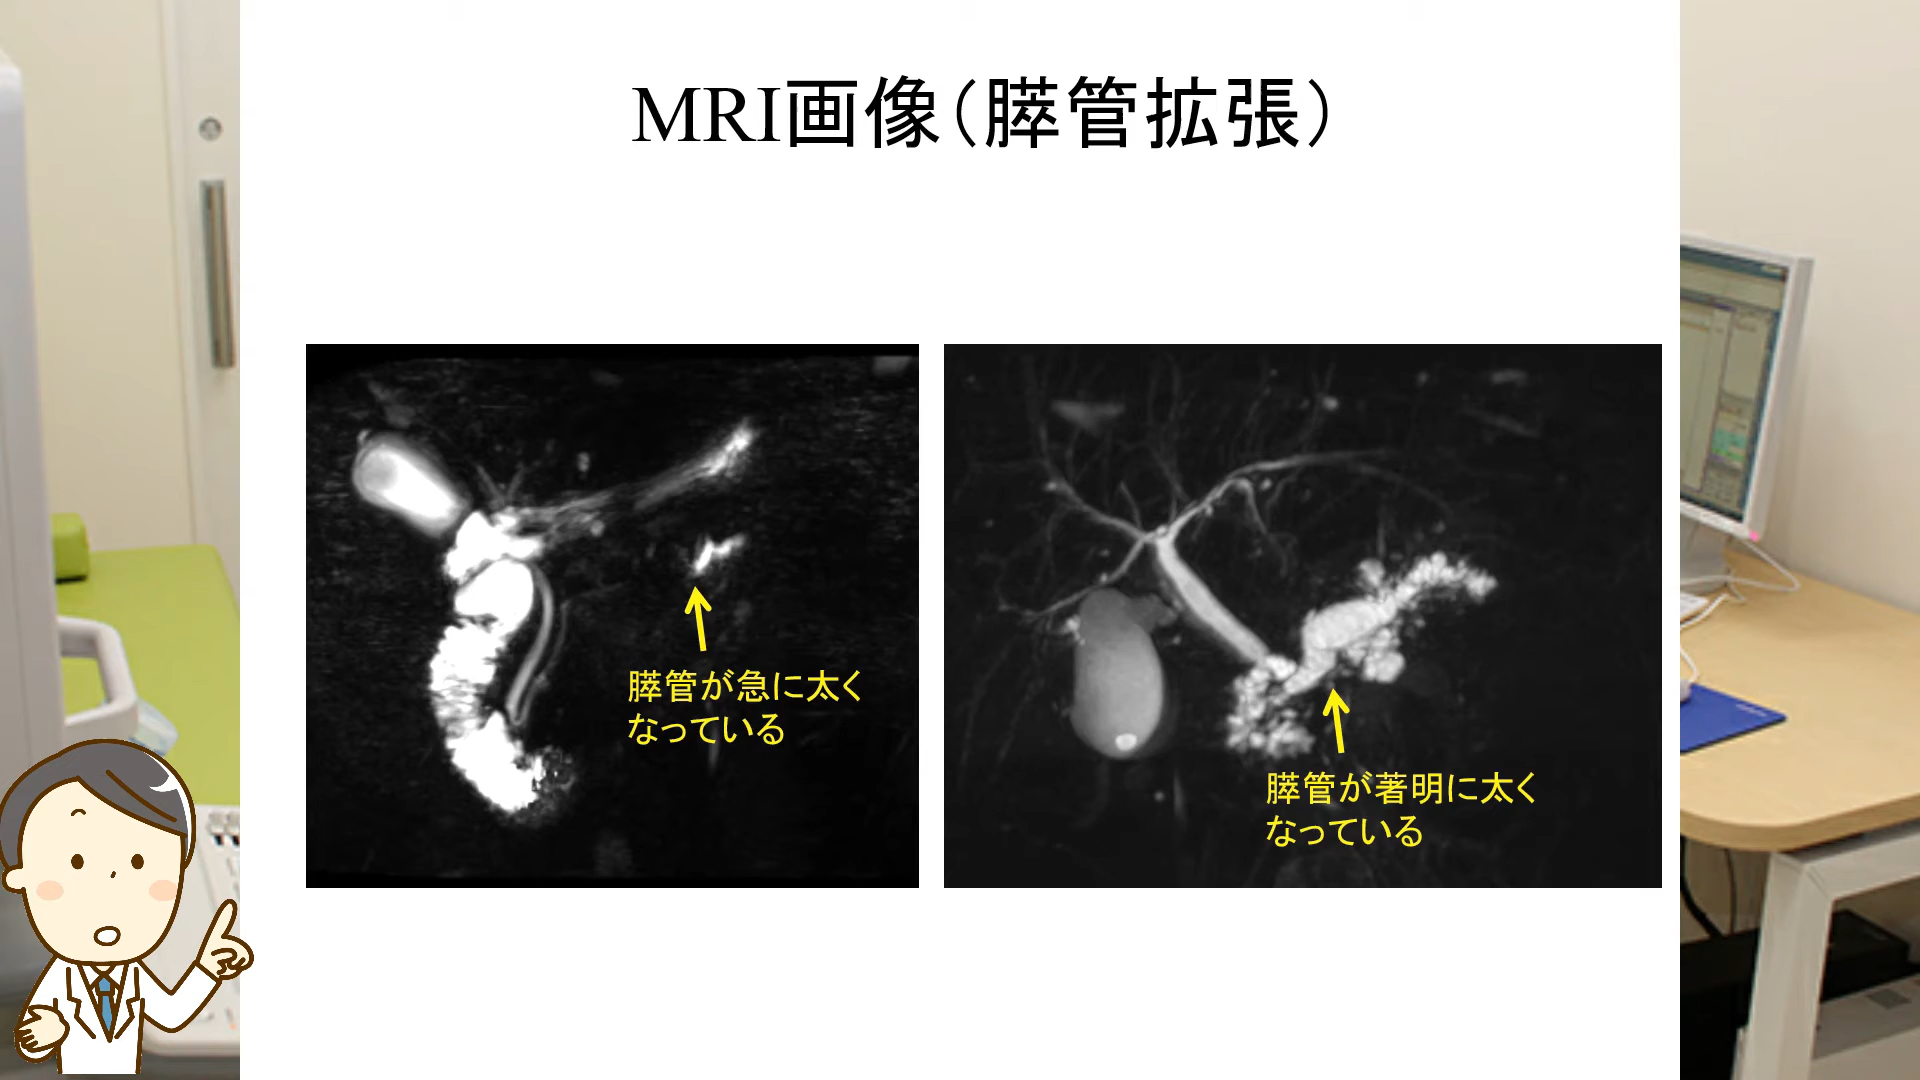 MRI画像（膵管拡張）
膵管が急に太く
なっている
膵管が著明に太く
なっている